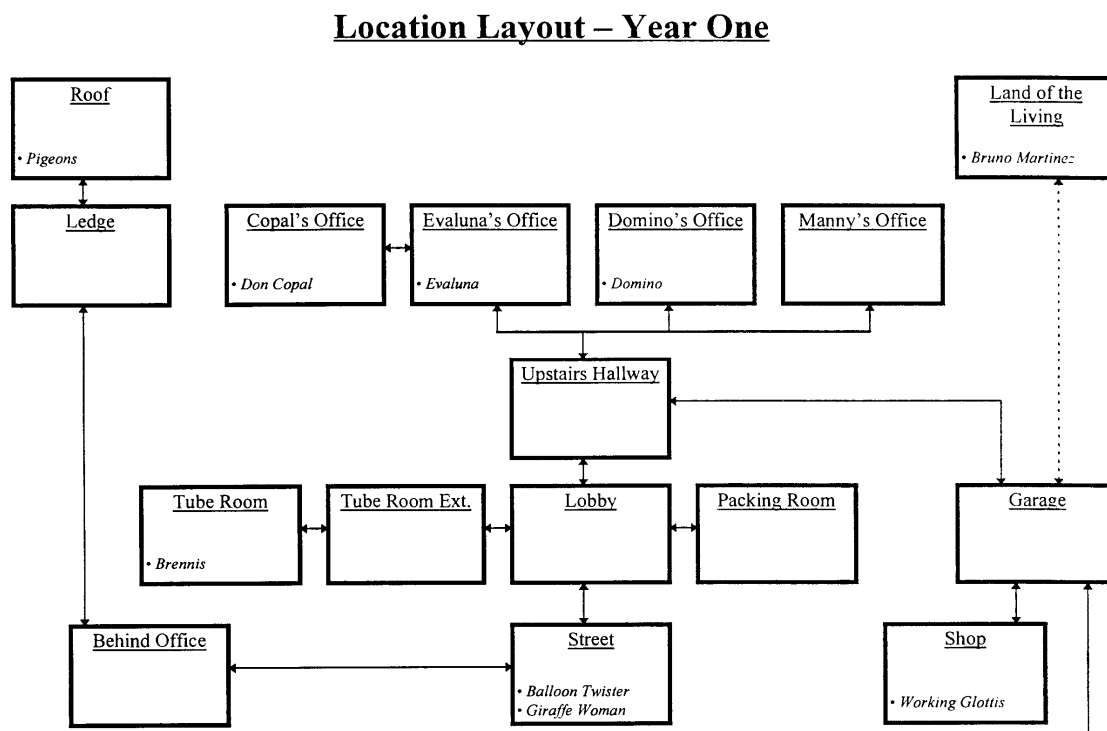 Location Layout – Year One
Roof
• Pigeons
Land of the
Living
• Bruno Martinez
Ledge
Copal's Office
• Don Copal
Evaluna's Office
• Evaluna
Domino's Office
• Domino
Manny's Office
Upstairs Hallway
Tube Room
• Brennis
Tube Room Ext.
Lobby
Packing Room
Garage
Behind Office
Street
• Balloon Twister
• Giraffe Woman
Shop
• Working Glottis